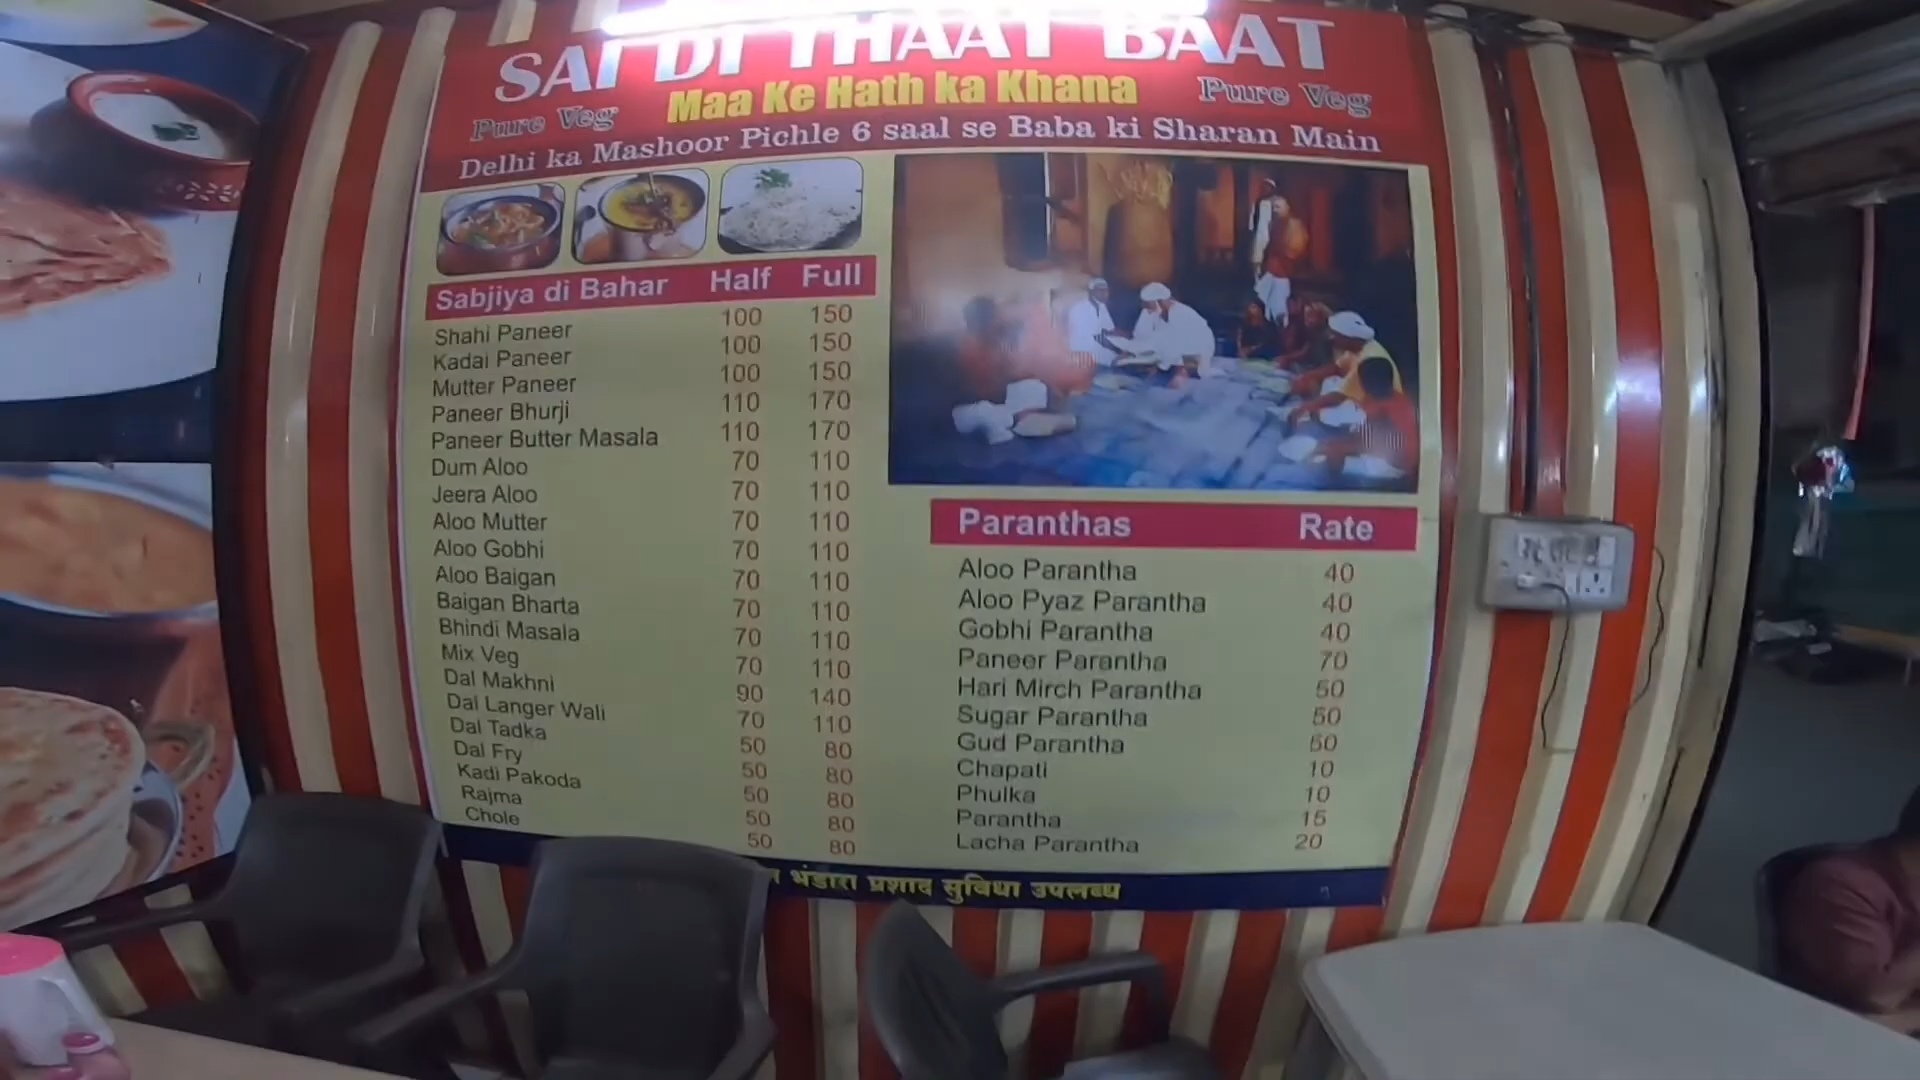 SAI DI THAAT BAAT
Pure Veg Maa Ke Hath ka Khana Pure Veg
Delhi ka Mashoor Pichle 6 saal se Baba ki Sharan Main
Sabjiya di Bahar Half Full
Shahi Paneer 100 150
Kadai Paneer 100 150
Mutter Paneer 100 150
Paneer Bhurji 110 170
Paneer Butter Masala 110 170
Dum Aloo 70 110
Jeera Aloo 70 110
Aloo Mutter 70 110
Aloo Gobhi 70 110
Aloo Baigan 70 110
Baigan Bharta 70 110
Bhindi Masala 70 110
Mix Veg 70 110
Dal Makhni 90 140
Dal Langer Wali 70 110
Dal Tadka 50 80
Dal Fry 50 80
Kadi Pakoda 50 80
Rajma 50 80
Chole 50 80
Paranthas Rate
Aloo Parantha 40
Aloo Pyaz Parantha 40
Gobhi Parantha 40
Paneer Parantha 70
Hari Mirch Parantha 50
Sugar Parantha 50
Gud Parantha 50
Chapati 10
Phulka 10
Parantha 15
Lacha Parantha 20
भंडारा प्रशाद सुविधा उपलब्ध